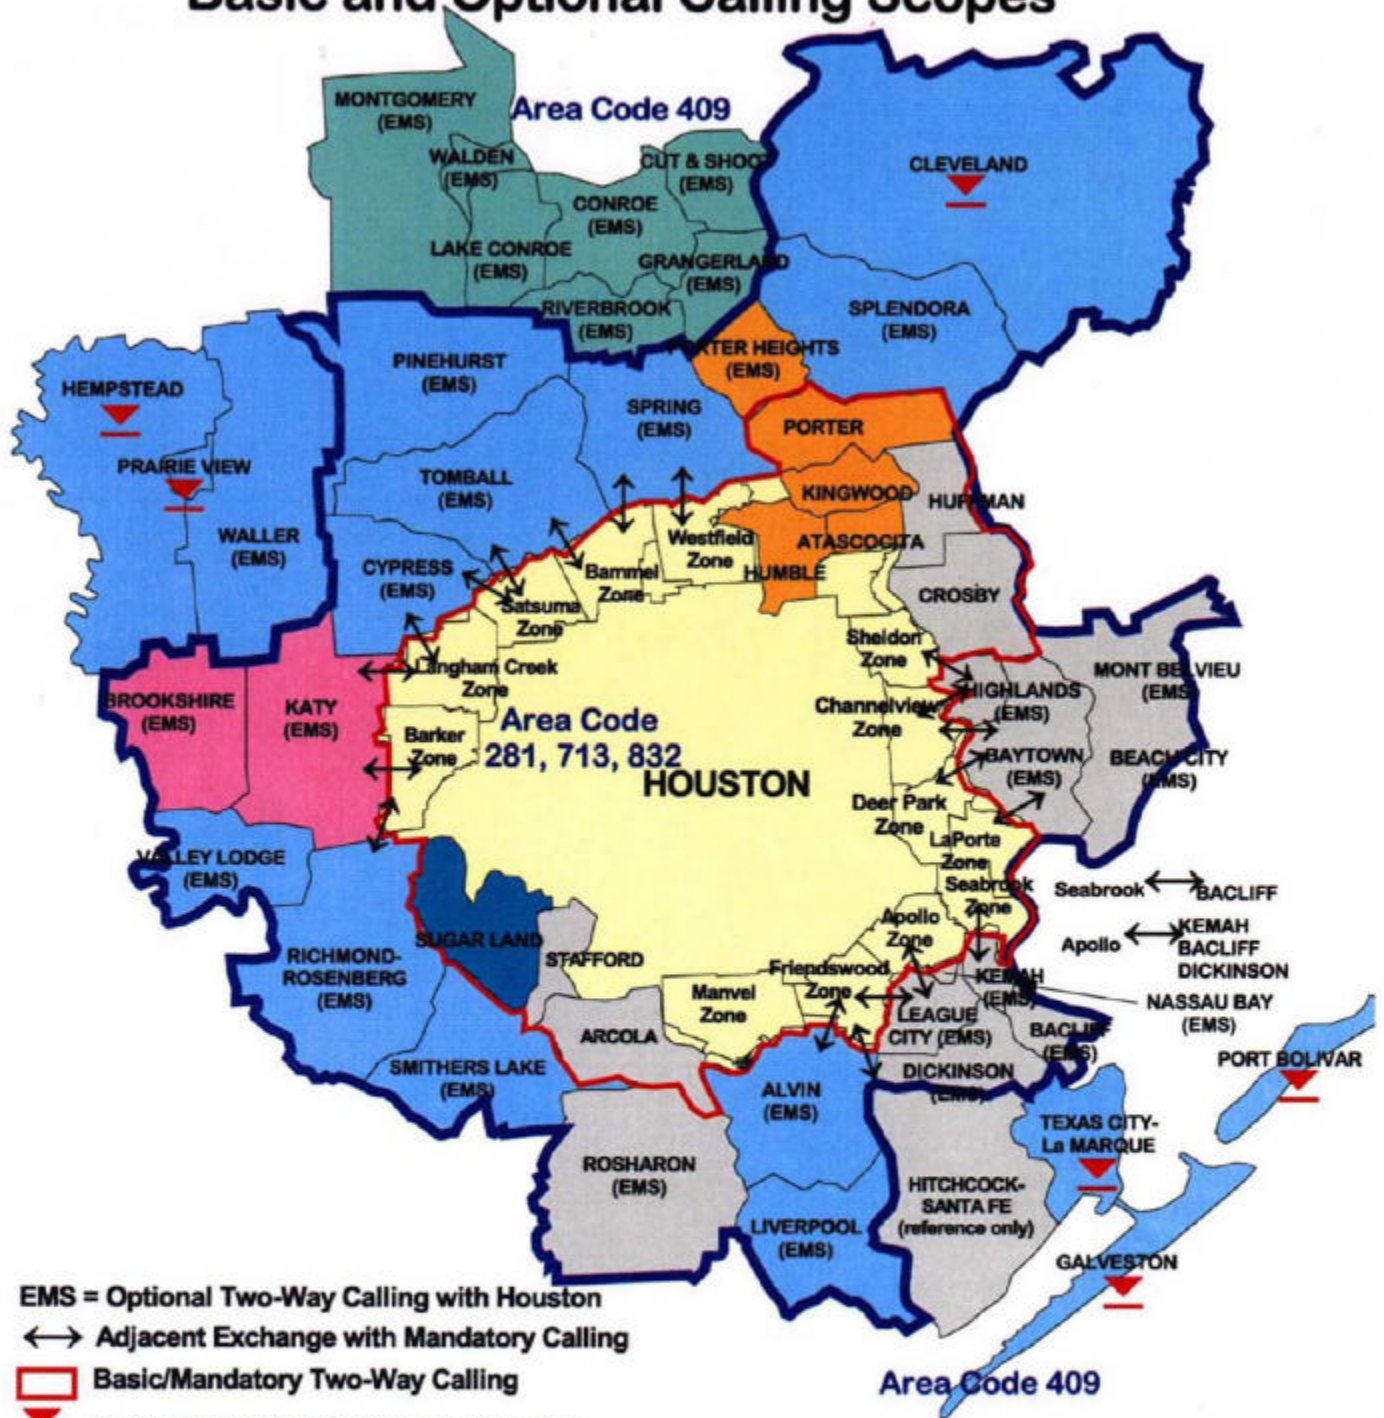 Basic and Optional Calling Scopes
MONTGOMERY
(EMS)
Area Code 409
WALDEN
(EMS)
CUT & SHOOT
(EMS)
CLEVELAND
CONROE
(EMS)
LAKE CONROE
(EMS)
GRANGERLAND
(EMS)
RIVERBROOK
(EMS)
SPLENDORA
(EMS)
PORTER HEIGHTS
(EMS)
PINEHURST
(EMS)
HEMPSTEAD
SPRING
(EMS)
PORTER
PRAIRIE VIEW
TOMBALL
(EMS)
KINGWOOD
HUFFMAN
WALLER
(EMS)
Westfield
Zone
ATASCOCITA
CYPRESS
(EMS)
Bammel
Zone
HUMBLE
CROSBY
Satsuma
Zone
Sheldon
Zone
Langham Creek
Zone
MONT BELVIEU
(EMS)
HIGHLANDS
(EMS)
BROOKSHIRE
(EMS)
KATY
(EMS)
Channelview
Zone
Area Code
281, 713, 832
Barker
Zone
HOUSTON
BAYTOWN
(EMS)
BEACH CITY
(EMS)
Deer Park
Zone
LaPorte
Zone
VALLEY LODGE
(EMS)
Seabrook
Zone
Seabrook
BACLIFF
Apollo
Zone
Apollo
KEMAH
BACLIFF
DICKINSON
SUGAR LAND
STAFFORD
RICHMOND-
ROSENBERG
(EMS)
Friendswood
Zone
KEMAH
(EMS)
Manvel
Zone
NASSAU BAY
(EMS)
LEAGUE
CITY (EMS)
BACLIFF
(EMS)
ARCOLA
PORT BOLIVAR
SMITHERS LAKE
(EMS)
DICKINSON
(EMS)
ALVIN
(EMS)
TEXAS CITY-
La MARQUE
ROSHARON
(EMS)
HITCHCOCK-
SANTA FE
(reference only)
LIVERPOOL
(EMS)
GALVESTON
EMS = Optional Two-Way Calling with Houston
Adjacent Exchange with Mandatory Calling
Basic/Mandatory Two-Way Calling
Area Code 409